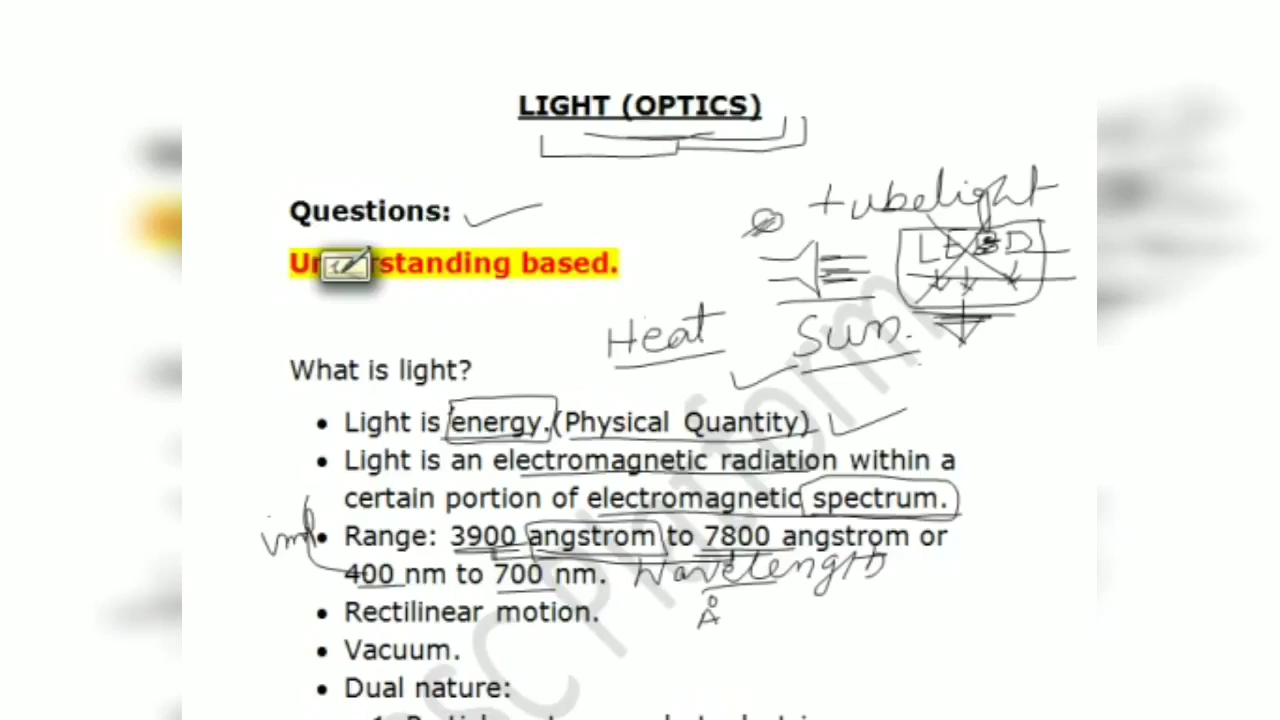 LIGHT (OPTICS)
Questions:
tubelight
LED
standing based.
Heat
Sun.
What is light?
• Light is energy.(Physical Quantity)
• Light is an electromagnetic radiation within a
certain portion of electromagnetic spectrum.
• Range: 3900 angstrom to 7800 angstrom or
400 nm to 700 nm. Wavelength
Å
• Rectilinear motion.
• Vacuum.
• Dual nature: